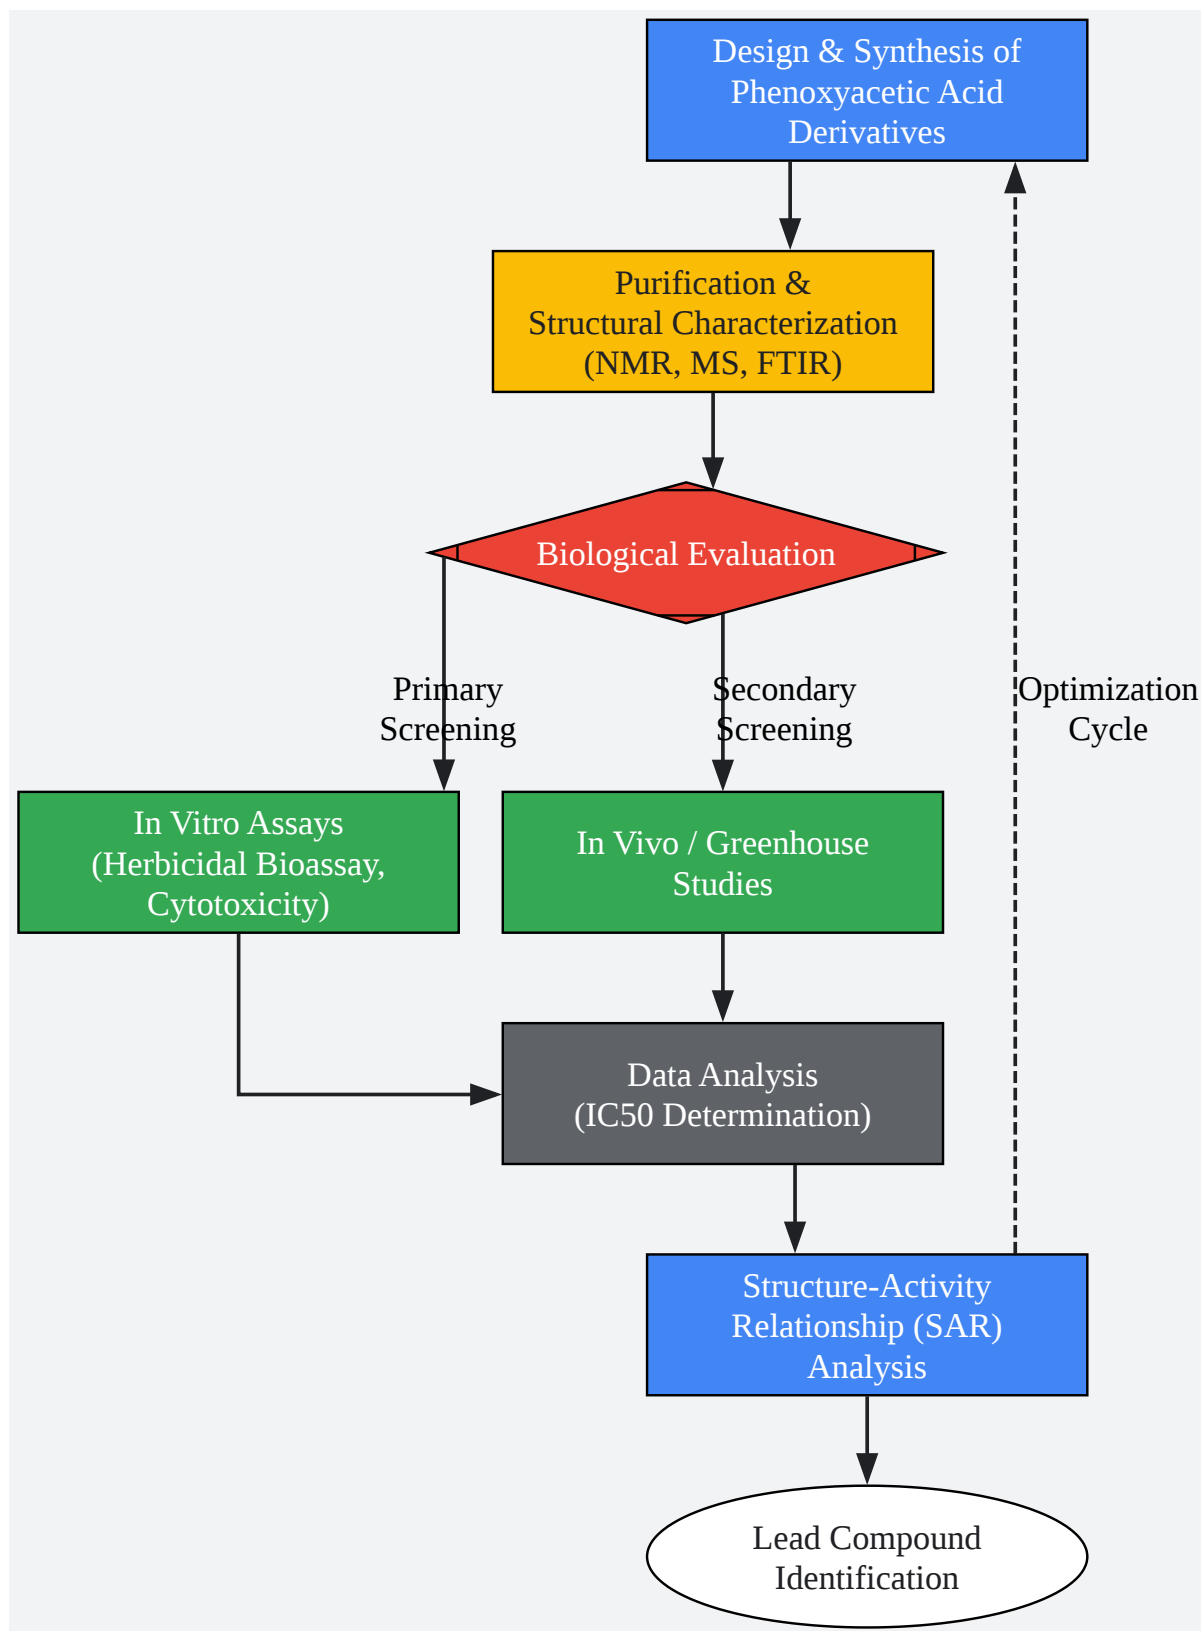 Design & Synthesis of
Phenoxyacetic Acid
Derivatives
Purification &
Structural Characterization
(NMR, MS, FTIR)
Biological Evaluation
Primary
Screening
Secondary
Screening
Optimization
Cycle
In Vitro Assays
(Herbicidal Bioassay,
Cytotoxicity)
In Vivo / Greenhouse
Studies
Data Analysis
(IC50 Determination)
Structure-Activity
Relationship (SAR)
Analysis
Lead Compound
Identification